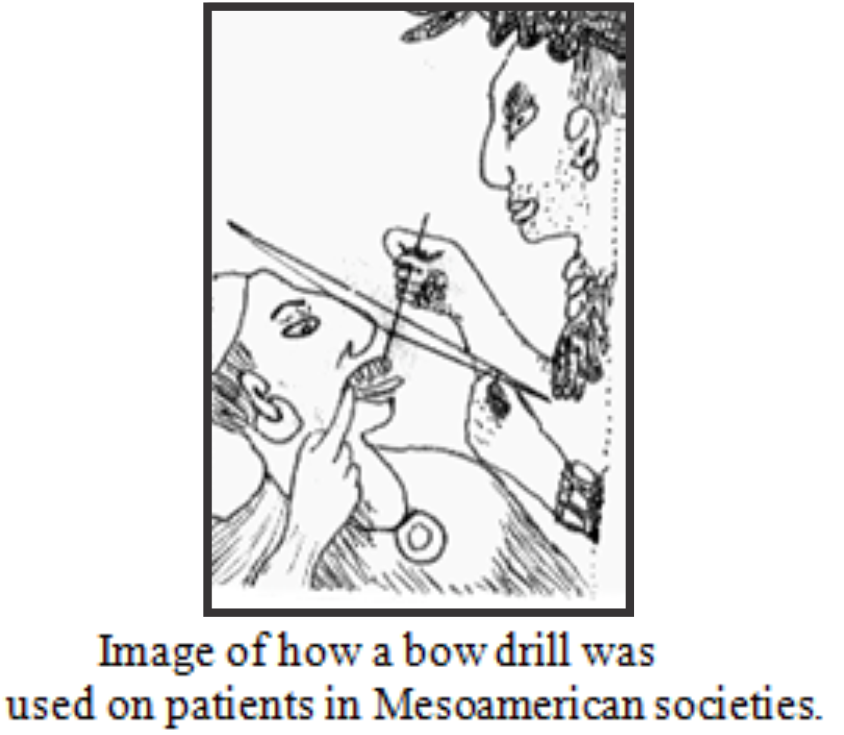 Image of how a bow drill was
used on patients in Mesoamerican societies.